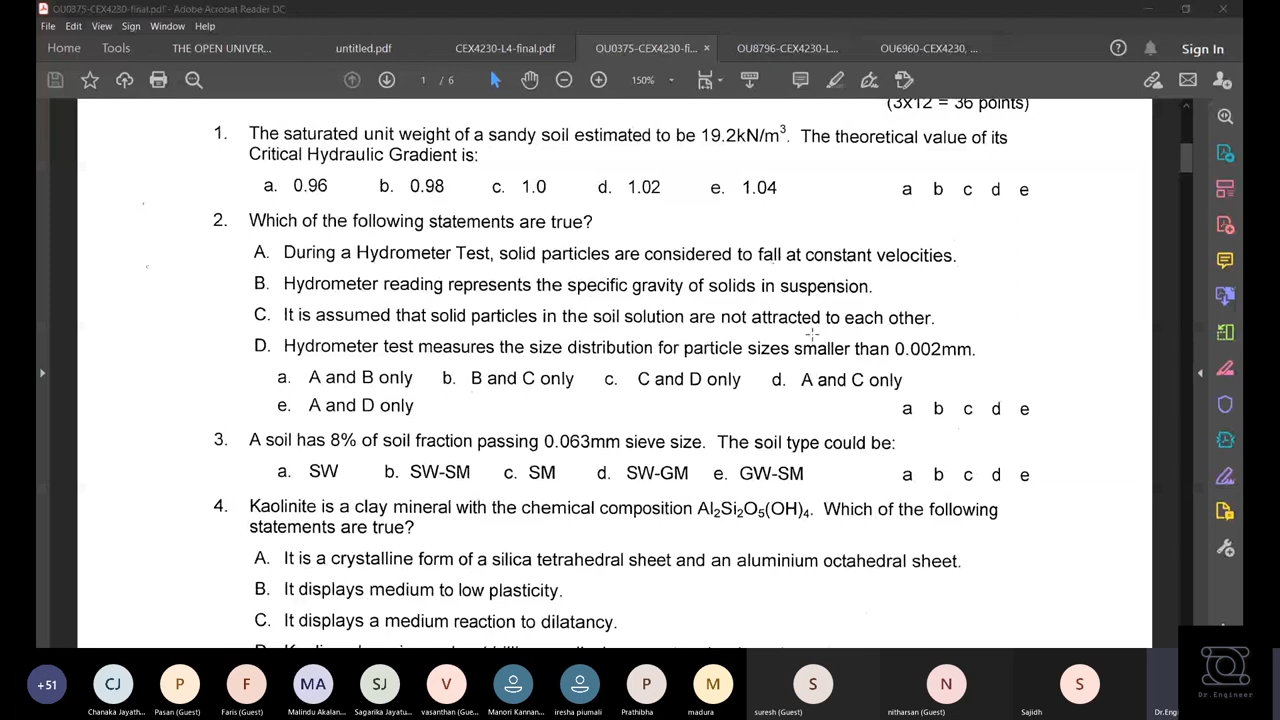 OU0375-CEX4230-final.pdf - Adobe Acrobat Reader DC
File Edit View Sign Window Help
Home Tools THE OPEN UNIVER... untitled.pdf CEX4230-L4-final.pdf OU0375-CEX4230-fi... × OU8796-CEX4230-L... OU6960-CEX4230, ... Sign In
1 / 6 150%
(3x12 = 36 points)
1. The saturated unit weight of a sandy soil estimated to be 19.2kN/m³. The theoretical value of its
Critical Hydraulic Gradient is:
a. 0.96 b. 0.98 c. 1.0 d. 1.02 e. 1.04 a b c d e
2. Which of the following statements are true?
A. During a Hydrometer Test, solid particles are considered to fall at constant velocities.
B. Hydrometer reading represents the specific gravity of solids in suspension.
C. It is assumed that solid particles in the soil solution are not attracted to each other.
D. Hydrometer test measures the size distribution for particle sizes smaller than 0.002mm.
a. A and B only b. B and C only c. C and D only d. A and C only
e. A and D only a b c d e
3. A soil has 8% of soil fraction passing 0.063mm sieve size. The soil type could be:
a. SW b. SW-SM c. SM d. SW-GM e. GW-SM a b c d e
4. Kaolinite is a clay mineral with the chemical composition Al₂Si₂O₅(OH)₄. Which of the following
statements are true?
A. It is a crystalline form of a silica tetrahedral sheet and an aluminium octahedral sheet.
B. It displays medium to low plasticity.
C. It displays a medium reaction to dilatancy.
+51 CJ P F MA SJ V P M S N S
Chanaka Jayath... Pasan (Guest) Faris (Guest) Malindu Akalan... Sagarika Jayatu... vasanthan (Gue... Manori Kannan... iresha piumali Prathibha madura suresh (Guest) nitharsan (Guest) Sajidh Dr.Eng
Dr.Engineer